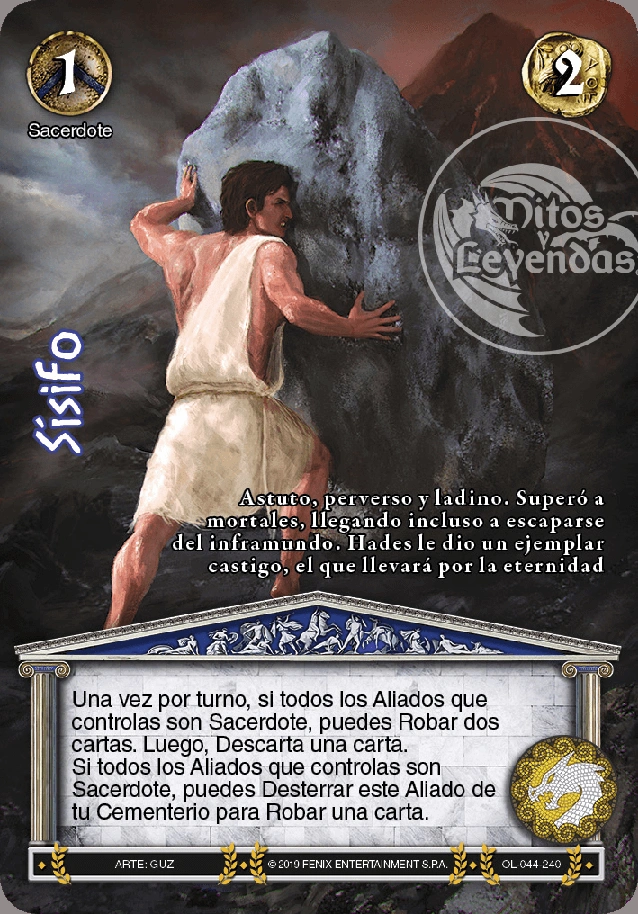 1
2
Sacerdote
Mitos
y
Leyendas
Sísifo
Astuto, perverso y ladino. Superó a
mortales, llegando incluso a escaparse
del inframundo. Hades le dio un ejemplar
castigo, el que llevará por la eternidad
Una vez por turno, si todos los Aliados que
controlas son Sacerdote, puedes Robar dos
cartas. Luego, Descarta una carta.
Si todos los Aliados que controlas son
Sacerdote, puedes Desterrar este Aliado de
tu Cementerio para Robar una carta.
ARTE: GUZ
© 2019 FENIX ENTERTAINMENT S.P.A.
OL 044-240